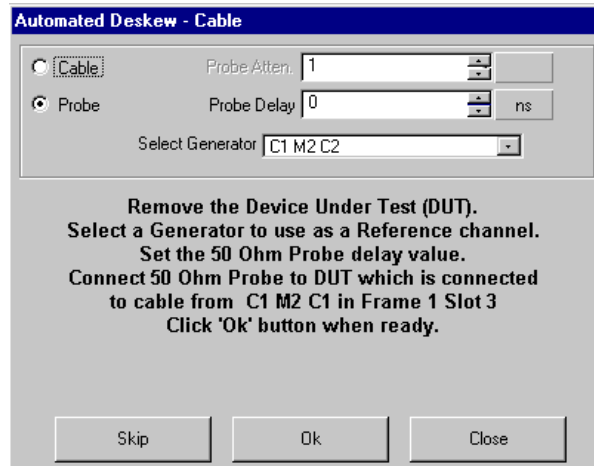 Automated Deskew - Cable
Cable Probe Atten. 1
Probe Probe Delay 0 ns
Select Generator C1 M2 C2
Remove the Device Under Test (DUT).
Select a Generator to use as a Reference channel.
Set the 50 Ohm Probe delay value.
Connect 50 Ohm Probe to DUT which is connected
to cable from C1 M2 C1 in Frame 1 Slot 3
Click 'Ok' button when ready.
Skip Ok Close